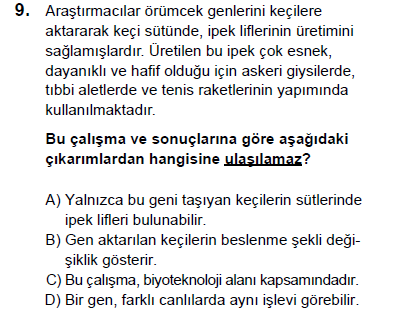 9. Araştırmacılar örümcek genlerini keçilere
aktararak keçi sütünde, ipek liflerinin üretimini
sağlamışlardır. Üretilen bu ipek çok esnek,
dayanıklı ve hafif olduğu için askeri giysilerde,
tıbbi aletlerde ve tenis raketlerinin yapımında
kullanılmaktadır.
Bu çalışma ve sonuçlarına göre aşağıdaki
çıkarımlardan hangisine ulaşılamaz?
A) Yalnızca bu geni taşıyan keçilerin sütlerinde
ipek lifleri bulunabilir.
B) Gen aktarılan keçilerin beslenme şekli deği-
şiklik gösterir.
C) Bu çalışma, biyoteknoloji alanı kapsamındadır.
D) Bir gen, farklı canlılarda aynı işlevi görebilir.